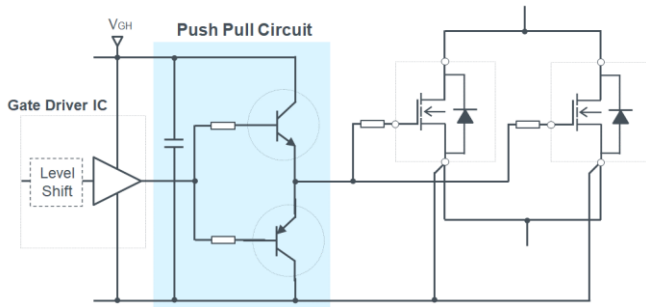 VGH
Push Pull Circuit
Gate Driver IC
Level
Shift